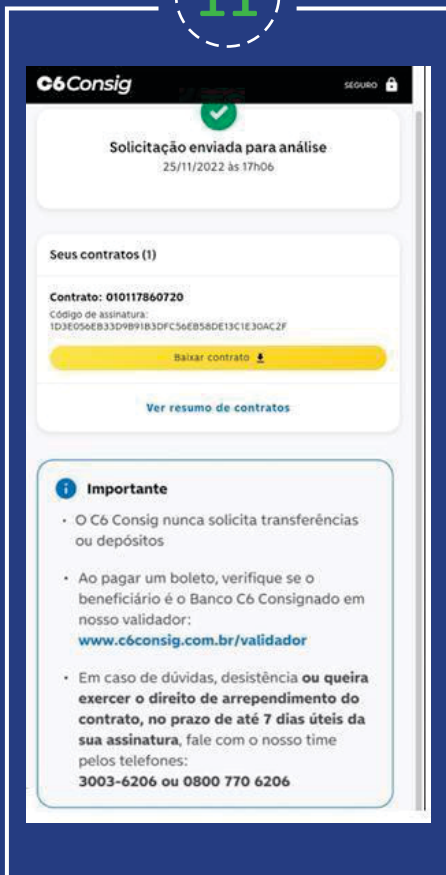 11
C6Consig
SEGURO
Solicitação enviada para análise
25/11/2022 às 17h06
Seus contratos (1)
Contrato: 010117860720
Código de assinatura:
1D3E056EB33D9B91B3DFC56EB58DE13C1E30AC2F
Baixar contrato
Ver resumo de contratos
Importante
• O C6 Consig nunca solicita transferências
ou depósitos
• Ao pagar um boleto, verifique se o
beneficiário é o Banco C6 Consignado em
nosso validador:
www.c6consig.com.br/validador
• Em caso de dúvidas, desistência ou queira
exercer o direito de arrependimento do
contrato, no prazo de até 7 dias úteis da
sua assinatura, fale com o nosso time
pelos telefones:
3003-6206 ou 0800 770 6206